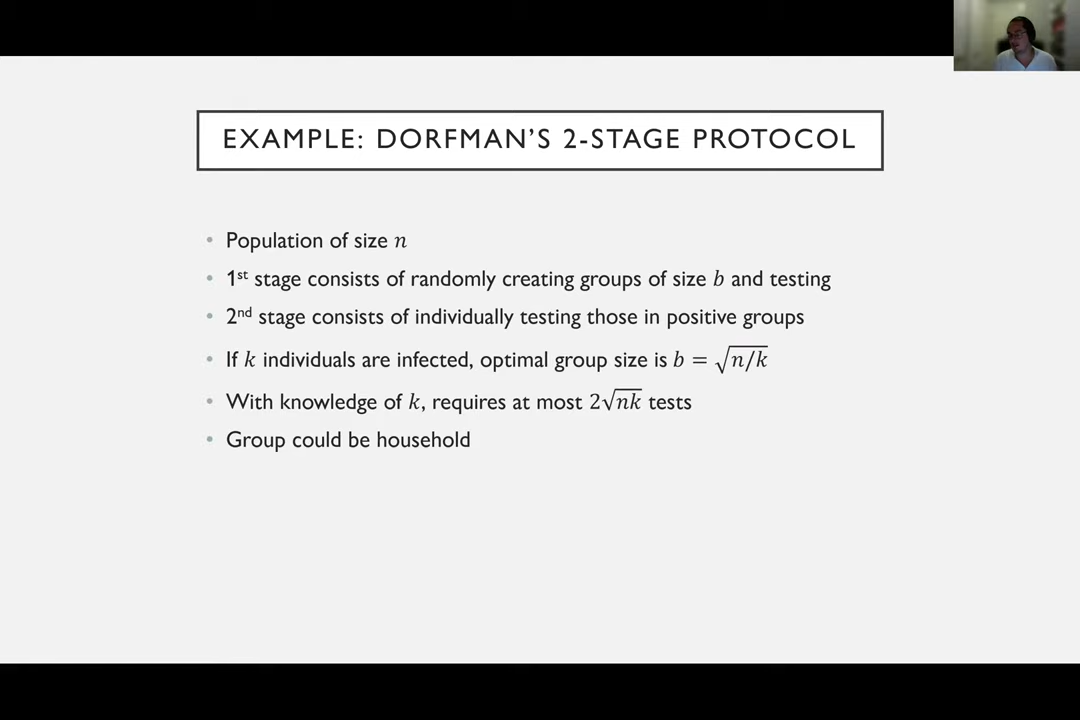 EXAMPLE: DORFMAN’S 2-STAGE PROTOCOL
• Population of size n
• 1st stage consists of randomly creating groups of size b and testing
• 2nd stage consists of individually testing those in positive groups
• If k individuals are infected, optimal group size is b = √n/k
• With knowledge of k, requires at most 2√nk tests
• Group could be household